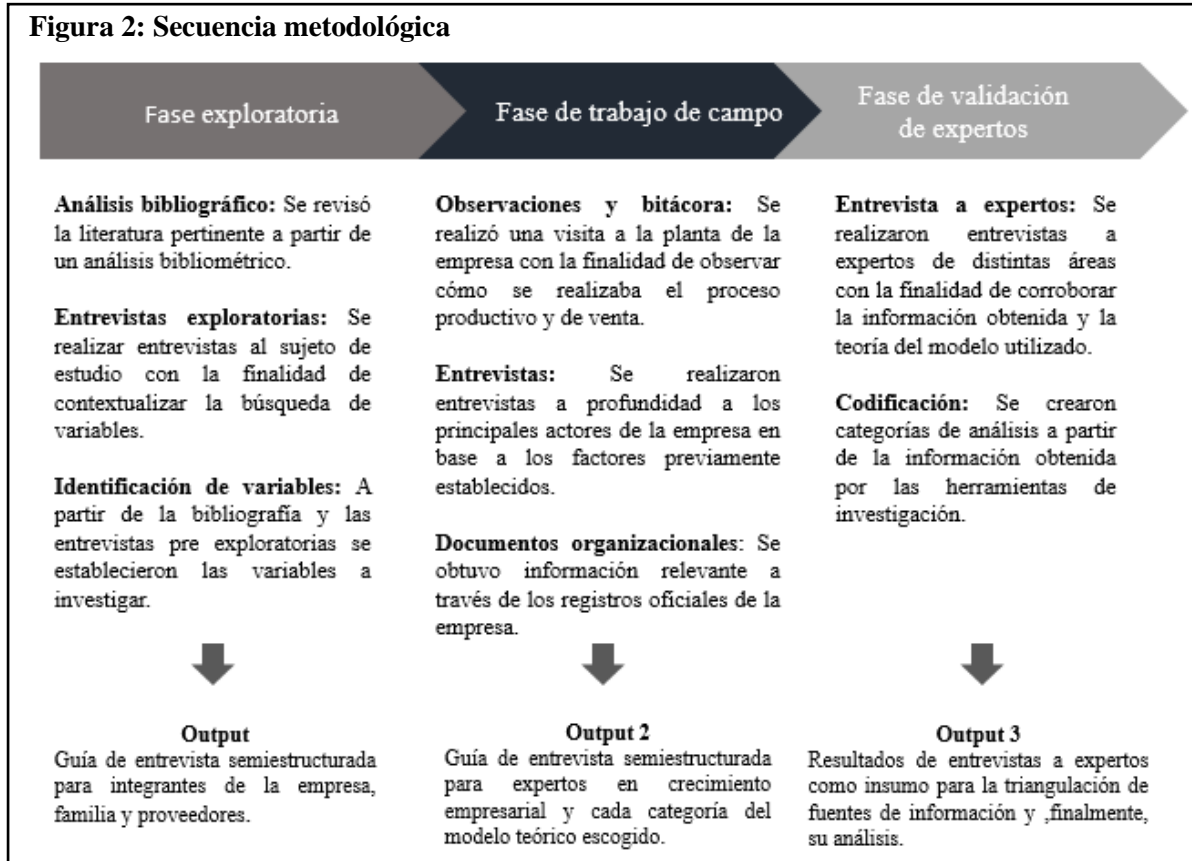 Figura 2: Secuencia metodológica
Fase exploratoria
Fase de trabajo de campo
Fase de validación
de expertos
Análisis bibliográfico: Se revisó
la literatura pertinente a partir de
un análisis bibliométrico.
Entrevistas exploratorias: Se
realizar entrevistas al sujeto de
estudio con la finalidad de
contextualizar la búsqueda de
variables.
Identificación de variables: A
partir de la bibliografía y las
entrevistas pre exploratorias se
establecieron las variables a
investigar.
Output
Guía de entrevista semiestructurada
para integrantes de la empresa,
familia y proveedores.
Observaciones y bitácora: Se
realizó una visita a la planta de la
empresa con la finalidad de observar
cómo se realizaba el proceso
productivo y de venta.
Entrevistas: Se realizaron
entrevistas a profundidad a los
principales actores de la empresa en
base a los factores previamente
establecidos.
Documentos organizacionales: Se
obtuvo información relevante a
través de los registros oficiales de la
empresa.
Output 2
Guía de entrevista semiestructurada
para expertos en crecimiento
empresarial y cada categoría del
modelo teórico escogido.
Entrevista a expertos: Se
realizaron entrevistas a
expertos de distintas áreas
con la finalidad de corroborar
la información obtenida y la
teoría del modelo utilizado.
Codificación: Se crearon
categorías de análisis a partir
de la información obtenida
por las herramientas de
investigación.
Output 3
Resultados de entrevistas a expertos
como insumo para la triangulación de
fuentes de información y ,finalmente,
su análisis.